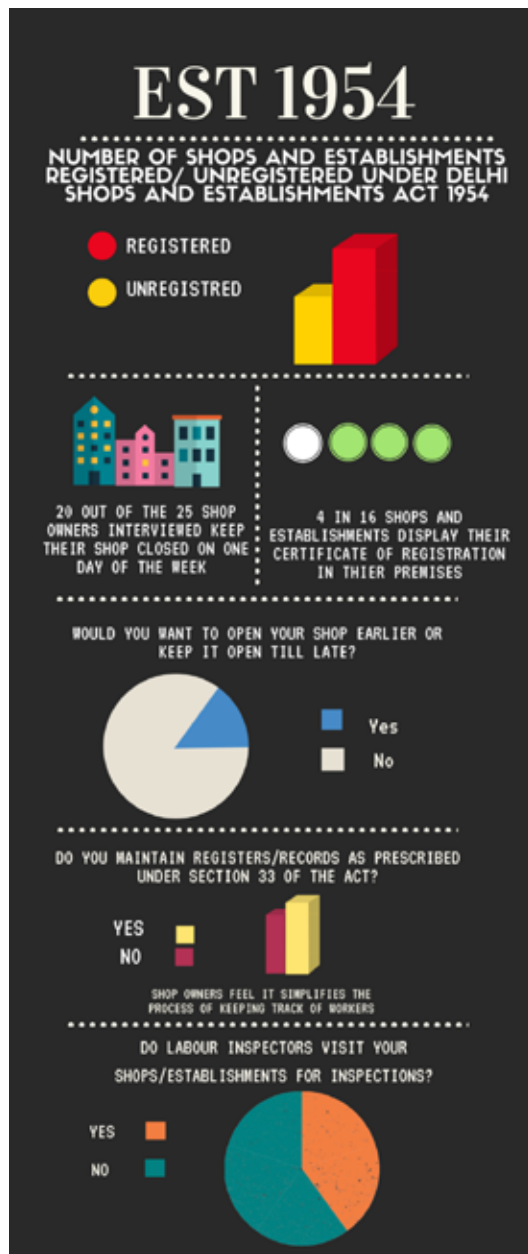 EST 1954
NUMBER OF SHOPS AND ESTABLISHMENTS
REGISTERED/ UNREGISTERED UNDER DELHI
SHOPS AND ESTABLISHMENTS ACT 1954
REGISTERED
UNREGISTRED
20 OUT OF THE 25 SHOP
OWNERS INTERVIEWED KEEP
THEIR SHOP CLOSED ON ONE
DAY OF THE WEEK
4 IN 16 SHOPS AND
ESTABLISHMENTS DISPLAY THEIR
CERTIFICATE OF REGISTRATION
IN THIER PREMISES
WOULD YOU WANT TO OPEN YOUR SHOP EARLIER OR
KEEP IT OPEN TILL LATE?
Yes
No
DO YOU MAINTAIN REGISTERS/RECORDS AS PRESCRIBED
UNDER SECTION 33 OF THE ACT?
YES
NO
SHOP OWNERS FEEL IT SIMPLIFIES THE
PROCESS OF KEEPING TRACK OF WORKERS
DO LABOUR INSPECTORS VISIT YOUR
SHOPS/ESTABLISHMENTS FOR INSPECTIONS?
YES
NO